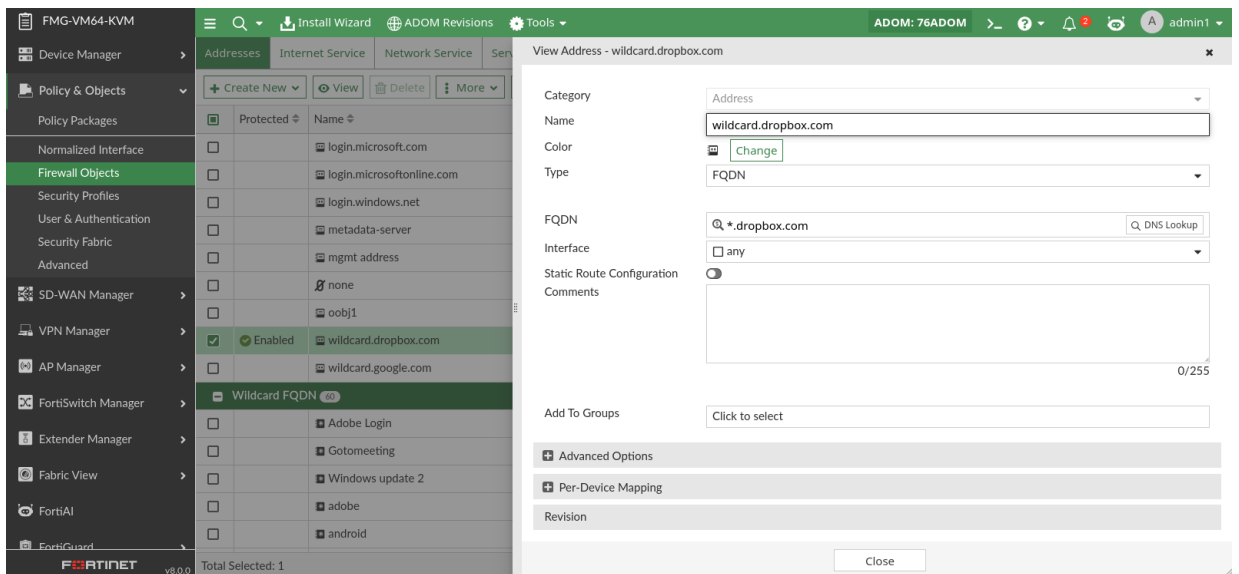 FMG-VM64-KVM
Install Wizard ADOM Revisions Tools ADOM: 76ADOM >_ 2 A admin1
Device Manager
Policy & Objects
Policy Packages
Normalized Interface
Firewall Objects
Security Profiles
User & Authentication
Security Fabric
Advanced
SD-WAN Manager
VPN Manager
AP Manager
FortiSwitch Manager
Extender Manager
Fabric View
FortiAI
FortiGuard
FORTINET v8.0.0
Addresses Internet Service Network Service Serv
Create New View Delete More
Protected Name
login.microsoft.com
login.microsoftonline.com
login.windows.net
metadata-server
mgmt address
none
oobj1
Enabled wildcard.dropbox.com
wildcard.google.com
Wildcard FQDN 60
Adobe Login
Gotomeeting
Windows update 2
adobe
android
Total Selected: 1
View Address - wildcard.dropbox.com
Category Address
Name wildcard.dropbox.com
Color Change
Type FQDN
FQDN *.dropbox.com DNS Lookup
Interface any
Static Route Configuration
Comments
0/255
Add To Groups Click to select
Advanced Options
Per-Device Mapping
Revision
Close